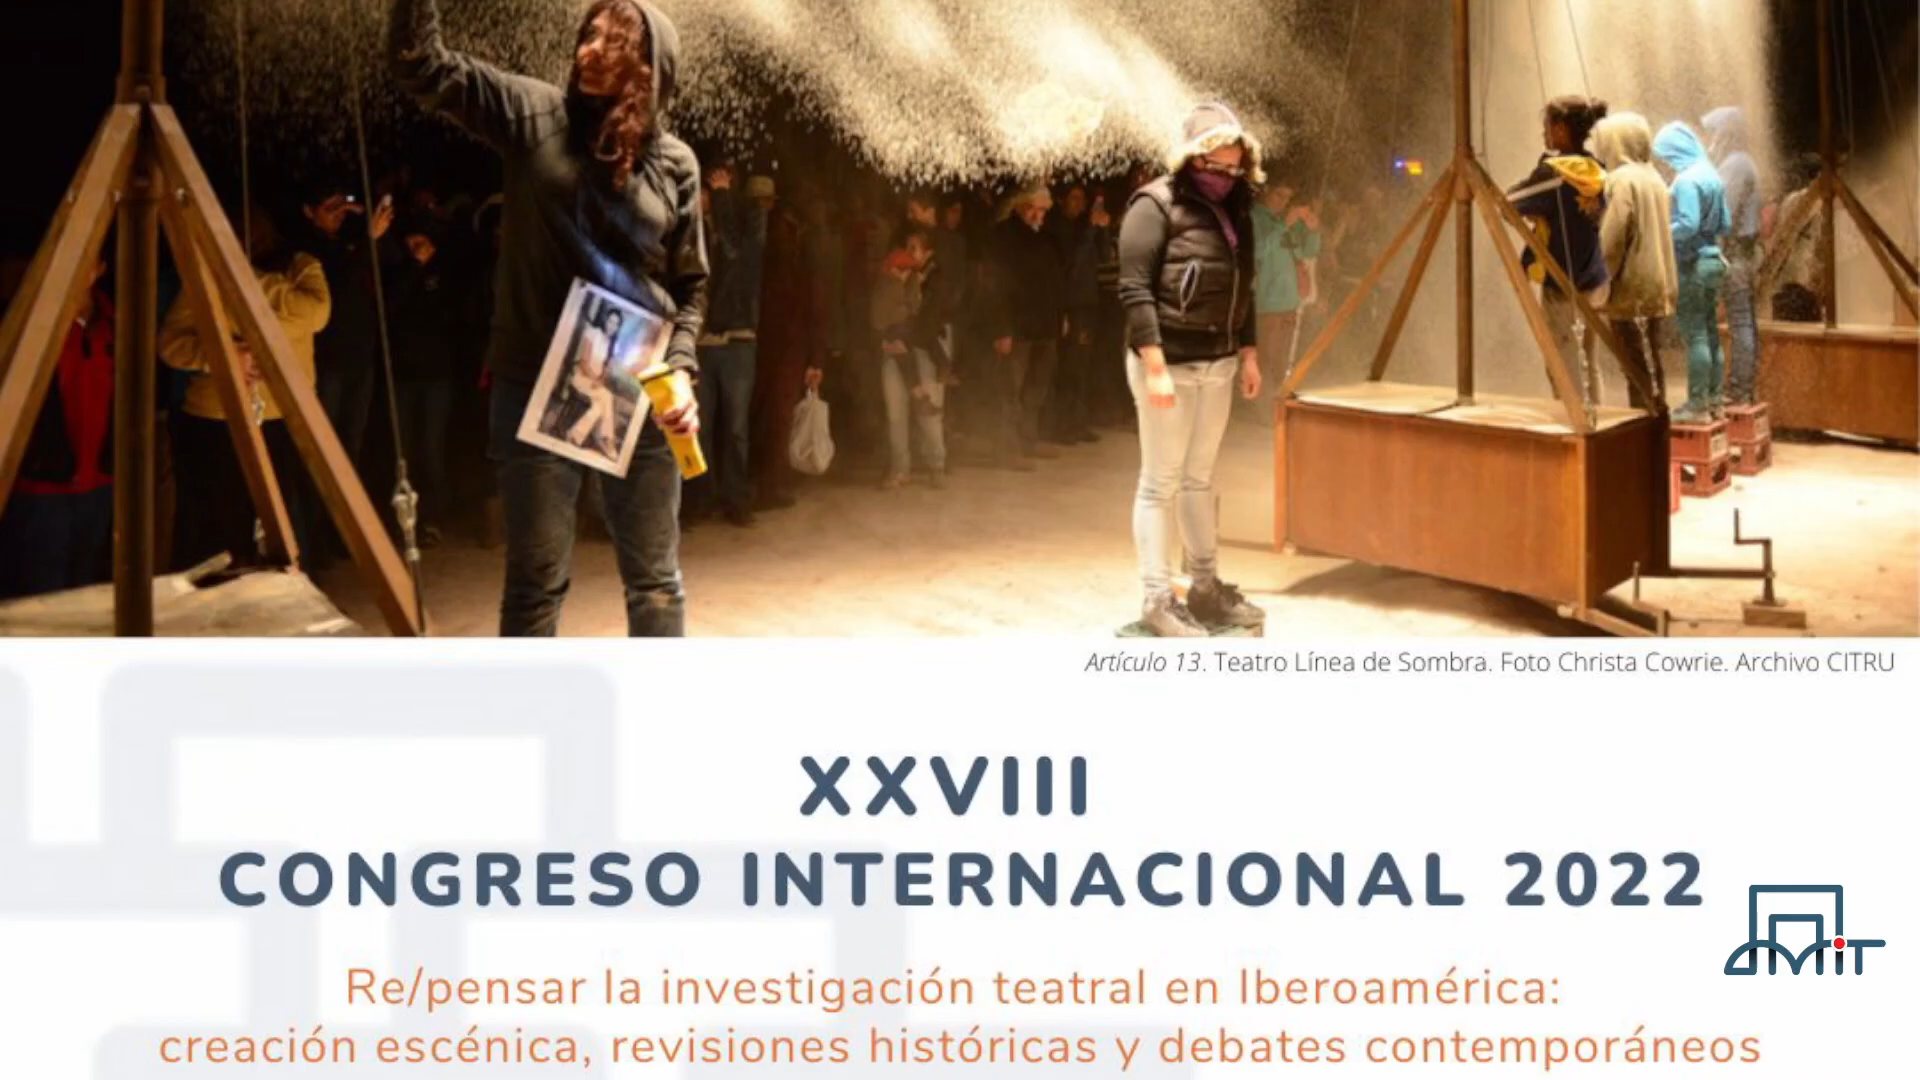 Artículo 13. Teatro Línea de Sombra. Foto Christa Cowrie. Archivo CITRU
XXVIII
CONGRESO INTERNACIONAL 2022
amit
Re/pensar la investigación teatral en Iberoamérica:
creación escénica, revisiones históricas y debates contemporáneos